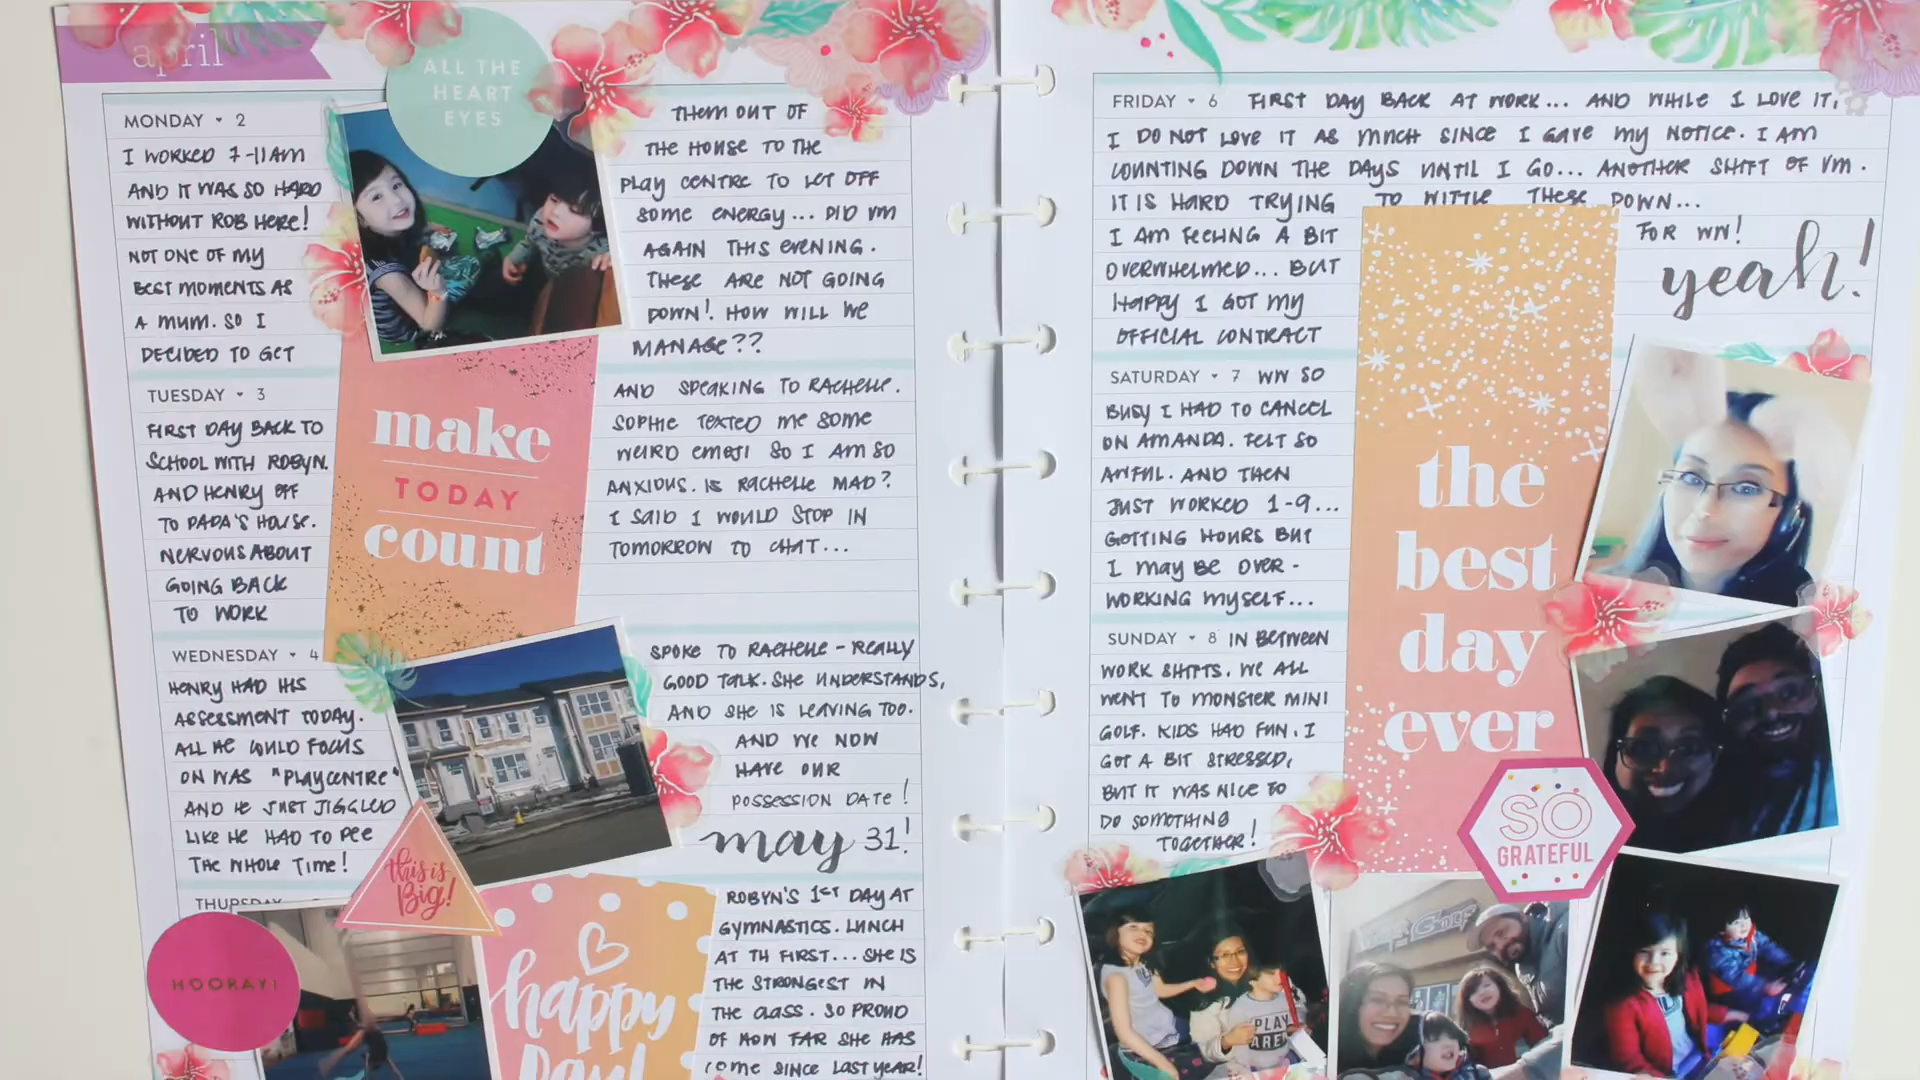 april
ALL THE
HEART
EYES
MONDAY ♥ 2
I WORKED 7-11AM
AND IT WAS SO HARD
WITHOUT ROB HERE!
NOT ONE OF MY
BEST MOMENTS AS
A MUM. SO I
DECIDED TO GET
THEM OUT OF
THE HOUSE TO THE
PLAY CENTRE TO LET OFF
SOME ENERGY... DID VM
AGAIN THIS EVENING.
THESE ARE NOT GOING
DOWN! HOW WILL WE
MANAGE??
TUESDAY ♥ 3
FIRST DAY BACK TO
SCHOOL WITH ROBYN.
AND HENRY OFF
TO DADA'S HOUSE.
NERVOUS ABOUT
GOING BACK
TO WORK
make
TODAY
count
AND SPEAKING TO RACHELLE.
SOPHIE TEXTED ME SOME
WEIRD EMOJI SO I AM SO
ANXIOUS. IS RACHELLE MAD?
I SAID I WOULD STOP IN
TOMORROW TO CHAT...
WEDNESDAY ♥ 4
HENRY HAD HIS
ASSESSMENT TODAY.
ALL HE COULD FOCUS
ON WAS "PLAYCENTRE"
AND HE JUST JIGGLED
LIKE HE HAD TO PEE
THE WHOLE TIME!
SPOKE TO RACHELLE - REALLY
GOOD TALK. SHE UNDERSTANDS,
AND SHE IS LEAVING TOO.
AND WE NOW
HAVE OUR
POSSESSION DATE!
may 31!
this is
Big!
THURSDAY
HOORAY!
happy
Day!
ROBYN'S 1ST DAY AT
GYMNASTICS. LUNCH
AT TH FIRST... SHE IS
THE STRONGEST IN
THE CLASS. SO PROUD
OF HOW FAR SHE HAS
COME SINCE LAST YEAR!
FRIDAY ♥ 6 FIRST DAY BACK AT WORK... AND WHILE I LOVE IT,
I DO NOT LOVE IT AS MUCH SINCE I GAVE MY NOTICE. I AM
COUNTING DOWN THE DAYS UNTIL I GO... ANOTHER SHIFT OF VM.
IT IS HARD TRYING TO WITTLE THESE DOWN...
I AM FEELING A BIT
OVERWHELMED... BUT
HAPPY I GOT MY
OFFICIAL CONTRACT
FOR WW!
yeah!
SATURDAY ♥ 7 WW SO
BUSY I HAD TO CANCEL
ON AMANDA. FELT SO
AWFUL. AND THEN
JUST WORKED 1-9...
GETTING HOURS BUT
I MAY BE OVER-
WORKING MYSELF...
the
best
day
ever
SUNDAY ♥ 8 IN BETWEEN
WORK SHIFTS. WE ALL
WENT TO MONSTER MINI
GOLF. KIDS HAD FUN. I
GOT A BIT STRESSED,
BUT IT WAS NICE TO
DO SOMETHING
TOGETHER!
SO
GRATEFUL
PLAY
GOLF